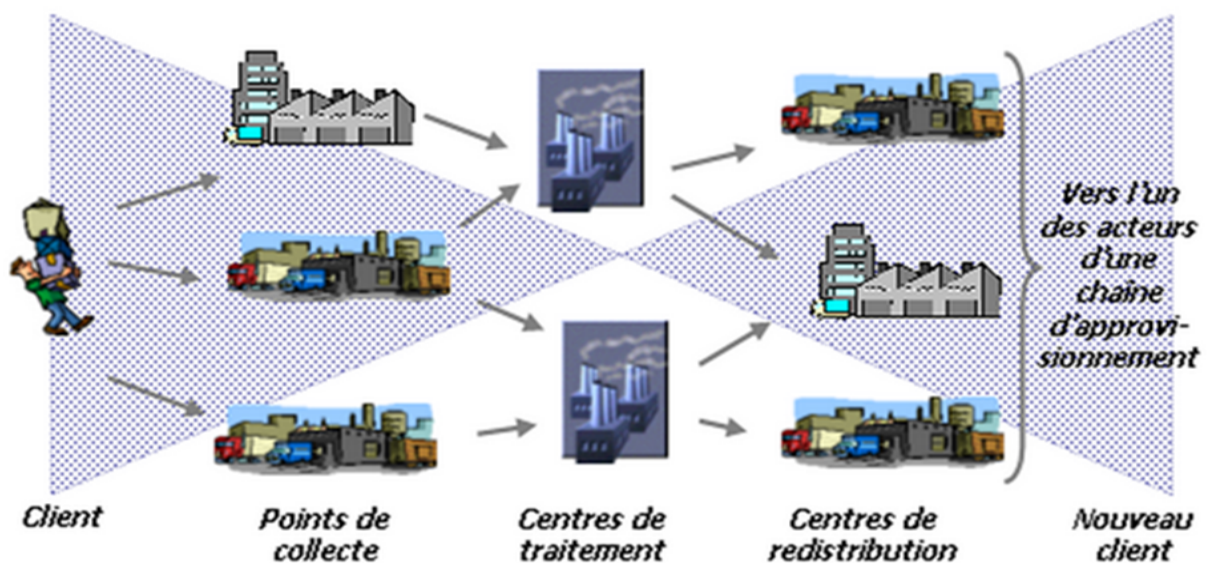 Vers l'un
des acteurs
d'une
chaîne
d'approvi-
sionnement
Client
Points de
collecte
Centres de
traitement
Centres de
redistribution
Nouveau
client